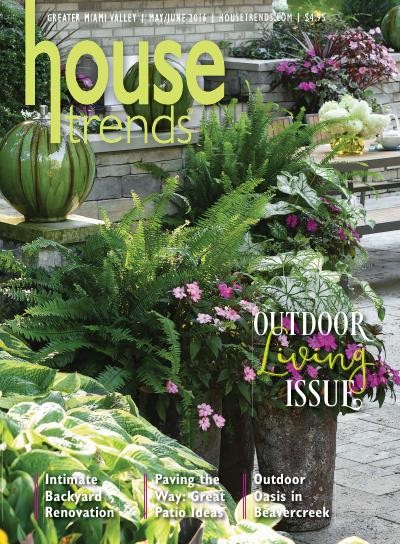 GREATER MIAMI VALLEY | MAY/JUNE 2016 | HOUSETRENDS.COM | $4.95
house
trends
OUTDOOR
Living
ISSUE
Intimate
Backyard
Renovation
Paving the
Way: Great
Patio Ideas
Outdoor
Oasis in
Beavercreek